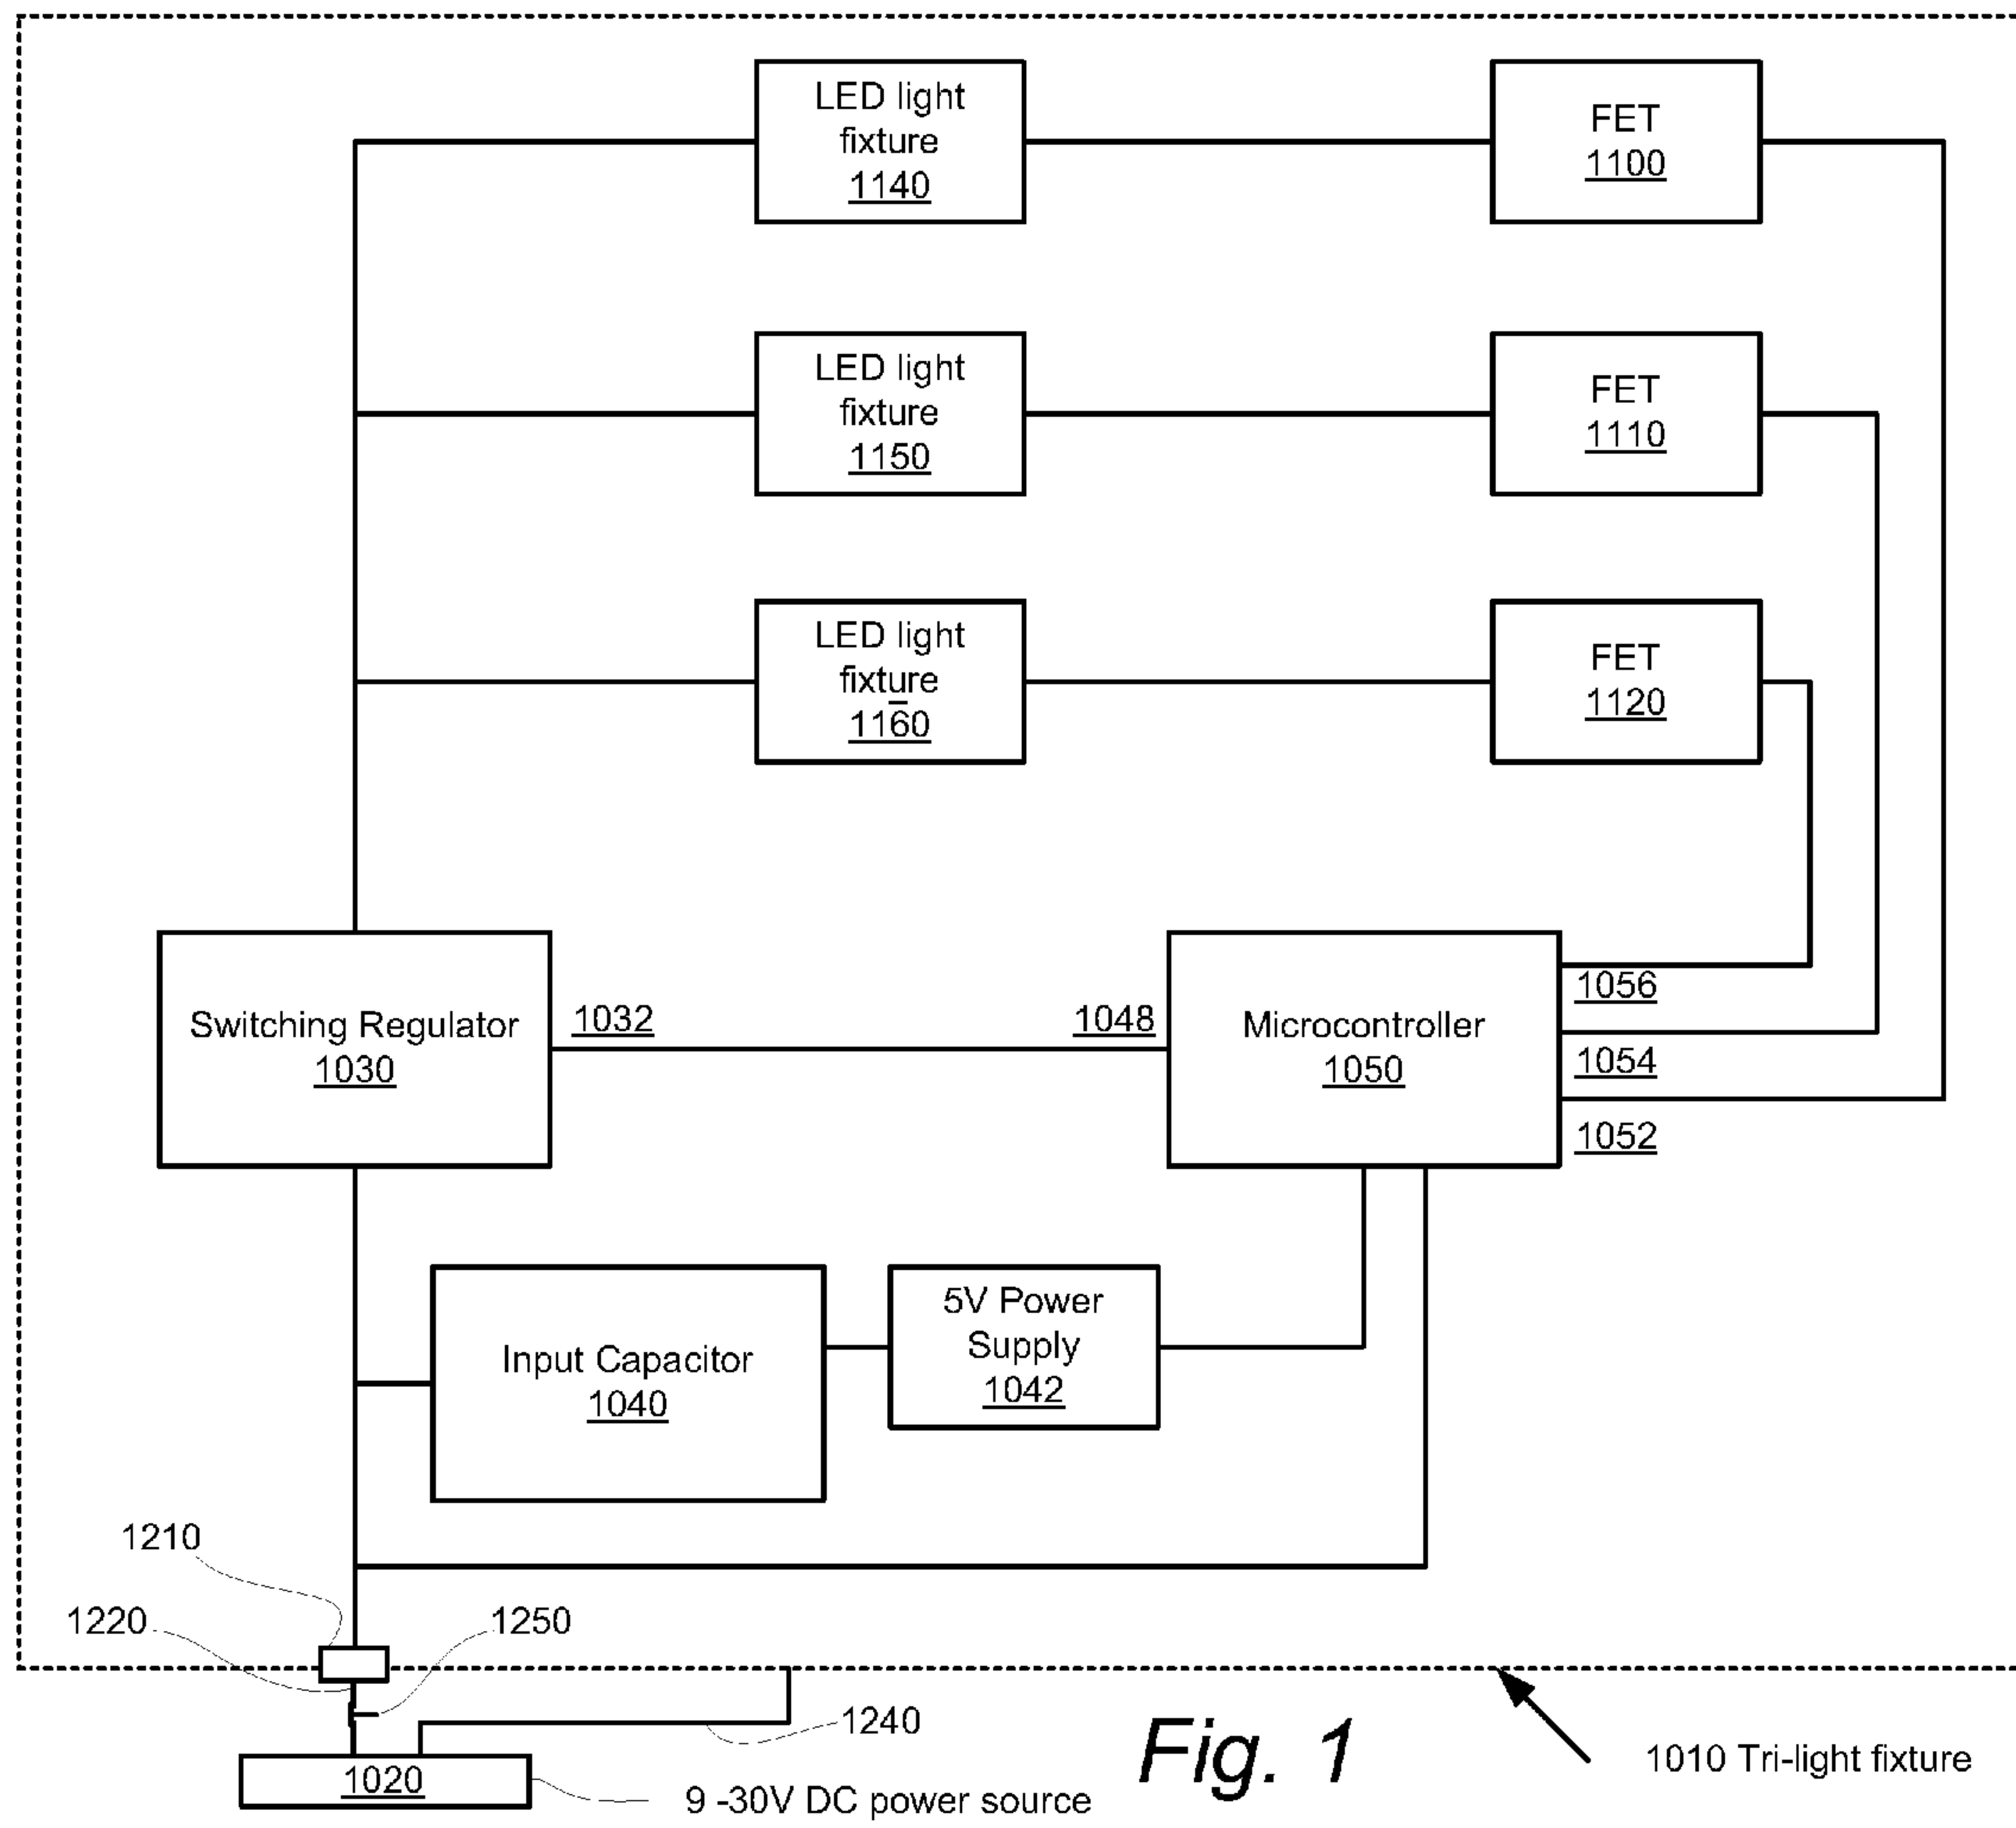 LED light
fixture
1140
FET
1100
LED light
fixture
1150
FET
1110
LED light
fixture
1160
FET
1120
Switching Regulator
1030
1032
1048
Microcontroller
1050
1056
1054
1052
Input Capacitor
1040
5V Power
Supply
1042
1210
1220
1250
1240
1020
9 -30V DC power source
Fig. 1
1010 Tri-light fixture